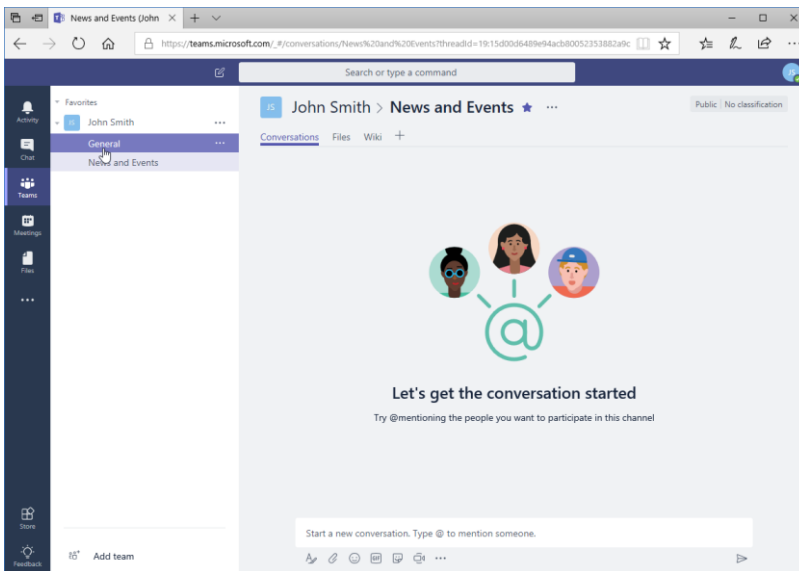 News and Events (John
https://teams.microsoft.com/_#/conversations/News%20and%20Events?threadId=19:15d00d6489e94acb80052353882a9c
Search or type a command
JS
Activity
Chat
Teams
Meetings
Files
Store
Feedback
Favorites
JS John Smith
General
News and Events
Add team
JS John Smith > News and Events
Public No classification
Conversations Files Wiki
@
Let's get the conversation started
Try @mentioning the people you want to participate in this channel
Start a new conversation. Type @ to mention someone.
GIF